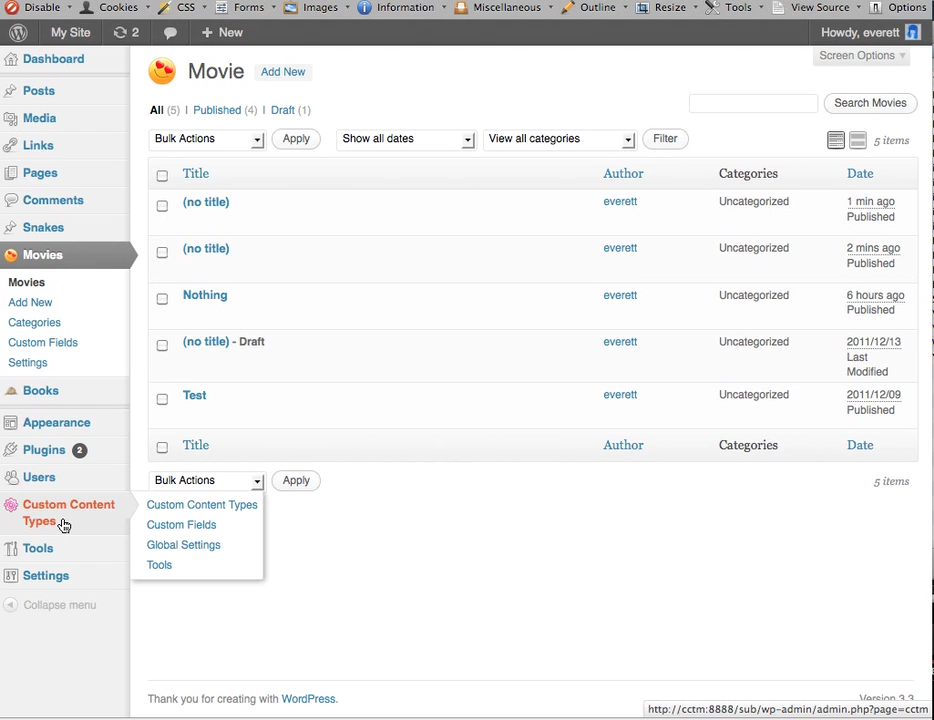 Disable Cookies CSS Forms Images Information Miscellaneous Outline Resize Tools View Source Options
My Site 2 + New Howdy, everett
Screen Options
Dashboard
Posts
Media
Links
Pages
Comments
Snakes
Movies
Movies
Add New
Categories
Custom Fields
Settings
Books
Appearance
Plugins 2
Users
Custom Content
Types
Tools
Settings
Collapse menu
Movie Add New
All (5) | Published (4) | Draft (1)
Search Movies
Bulk Actions Apply Show all dates View all categories Filter 5 items
Title Author Categories Date
(no title) everett Uncategorized 1 min ago
Published
(no title) everett Uncategorized 2 mins ago
Published
Nothing everett Uncategorized 6 hours ago
Published
(no title) - Draft everett Uncategorized 2011/12/13
Last
Modified
Test everett Uncategorized 2011/12/09
Published
Title Author Categories Date
Bulk Actions Apply 5 items
Custom Content Types
Custom Fields
Global Settings
Tools
Thank you for creating with WordPress. Version 3.3
http://cctm:8888/sub/wp-admin/admin.php?page=cctm